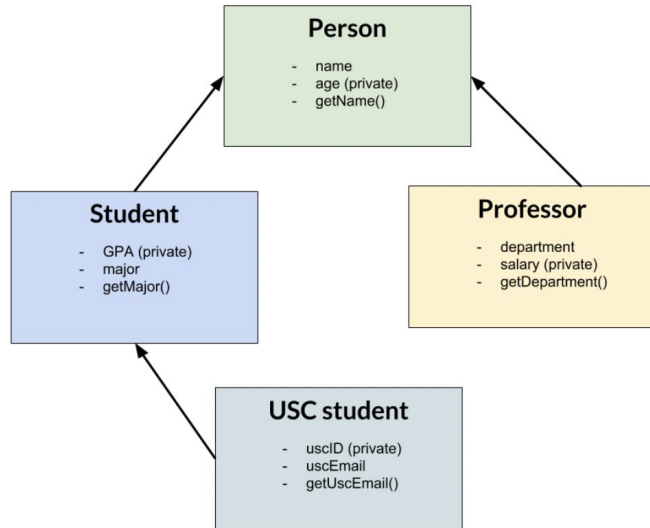 Person
- name
- age (private)
- getName()
Student
- GPA (private)
- major
- getMajor()
Professor
- department
- salary (private)
- getDepartment()
USC student
- uscID (private)
- uscEmail
- getUscEmail()